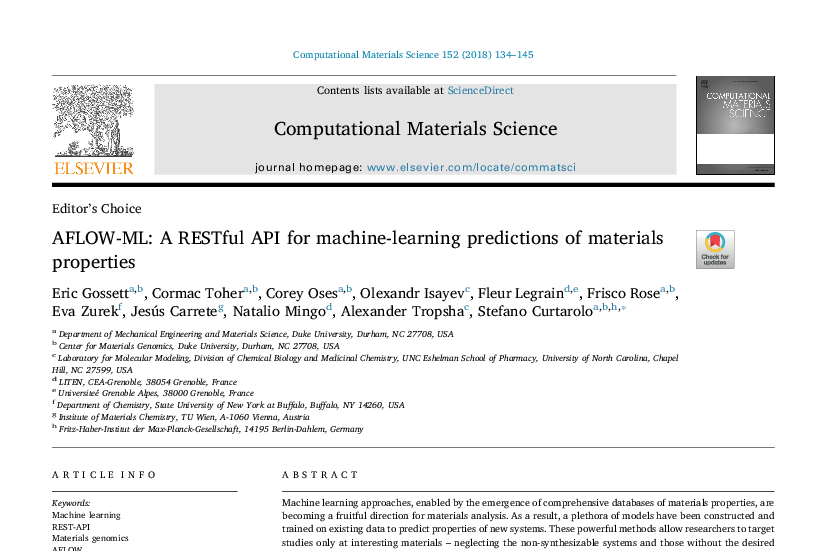 Computational Materials Science 152 (2018) 134–145
Contents lists available at ScienceDirect
Computational Materials Science
journal homepage: www.elsevier.com/locate/commatsci
ELSEVIER
COMPUTATIONAL
MATERIALS
SCIENCE
Editor's Choice
AFLOW-ML: A RESTful API for machine-learning predictions of materials
properties
Check for
updates
Eric Gossett a,b, Cormac Toher a,b, Corey Oses a,b, Olexandr Isayev c, Fleur Legrain d,e, Frisco Rose a,b,
Eva Zurek f, Jesús Carrete g, Natalio Mingo d, Alexander Tropsha c, Stefano Curtarolo a,b,h,*
a Department of Mechanical Engineering and Materials Science, Duke University, Durham, NC 27708, USA
b Center for Materials Genomics, Duke University, Durham, NC 27708, USA
c Laboratory for Molecular Modeling, Division of Chemical Biology and Medicinal Chemistry, UNC Eshelman School of Pharmacy, University of North Carolina, Chapel
Hill, NC 27599, USA
d LITEN, CEA-Grenoble, 38054 Grenoble, France
e Universiteé Grenoble Alpes, 38000 Grenoble, France
f Department of Chemistry, State University of New York at Buffalo, Buffalo, NY 14260, USA
g Institute of Materials Chemistry, TU Wien, A-1060 Vienna, Austria
h Fritz-Haber-Institut der Max-Planck-Gesellschaft, 14195 Berlin-Dahlem, Germany
ARTICLE INFO
Keywords:
Machine learning
REST-API
Materials genomics
AFLOW
ABSTRACT
Machine learning approaches, enabled by the emergence of comprehensive databases of materials properties, are
becoming a fruitful direction for materials analysis. As a result, a plethora of models have been constructed and
trained on existing data to predict properties of new systems. These powerful methods allow researchers to target
studies only at interesting materials – neglecting the non-synthesizable systems and those without the desired